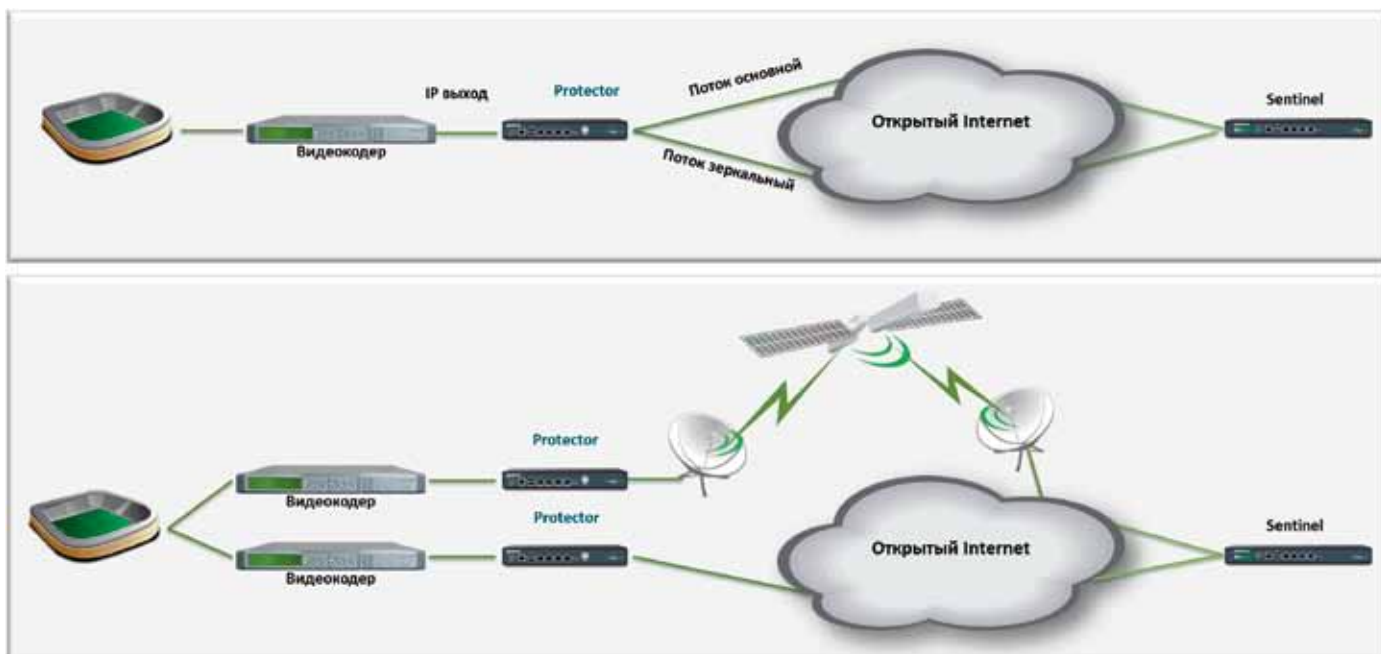 Поток основной
IP выход
Protector
Sentinel
Открытый Internet
Видеокодер
Поток зеркальный
Protector
Видеокодер
Protector
Sentinel
Открытый Internet
Видеокодер